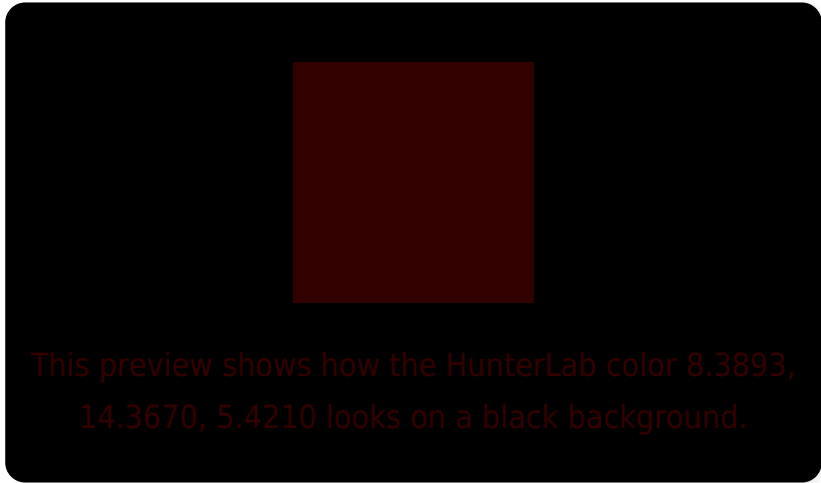 This preview shows how the HunterLab color 8.3893,
14.3670, 5.4210 looks on a black background.